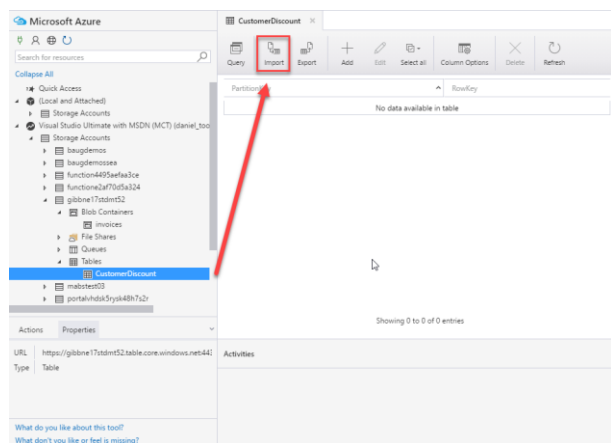 Microsoft Azure
Search for resources
Collapse All
Quick Access
(Local and Attached)
Storage Accounts
Visual Studio Ultimate with MSDN (MCT) (daniel_too
Storage Accounts
baugdemos
baugdemossea
function4495aefaa3ce
functione2af70d5a324
gibbne17stdmt52
Blob Containers
invoices
File Shares
Queues
Tables
CustomerDiscount
mabstest03
portalvhdsk5rysk48h7s2r
Actions Properties
URL https://gibbne17stdmt52.table.core.windows.net:443
Type Table
What do you like about this tool?
What don't you like or feel is missing?
CustomerDiscount
Query Import Export Add Edit Select all Column Options Delete Refresh
Partition RowKey
No data available in table
Showing 0 to 0 of 0 entries
Activities